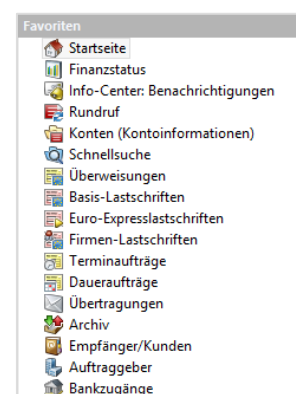 Favoriten
Startseite
Finanzstatus
Info-Center: Benachrichtigungen
Rundruf
Konten (Kontoinformationen)
Schnellsuche
Überweisungen
Basis-Lastschriften
Euro-Expresslastschriften
Firmen-Lastschriften
Terminaufträge
Daueraufträge
Übertragungen
Archiv
Empfänger/Kunden
Auftraggeber
Bankzugänge